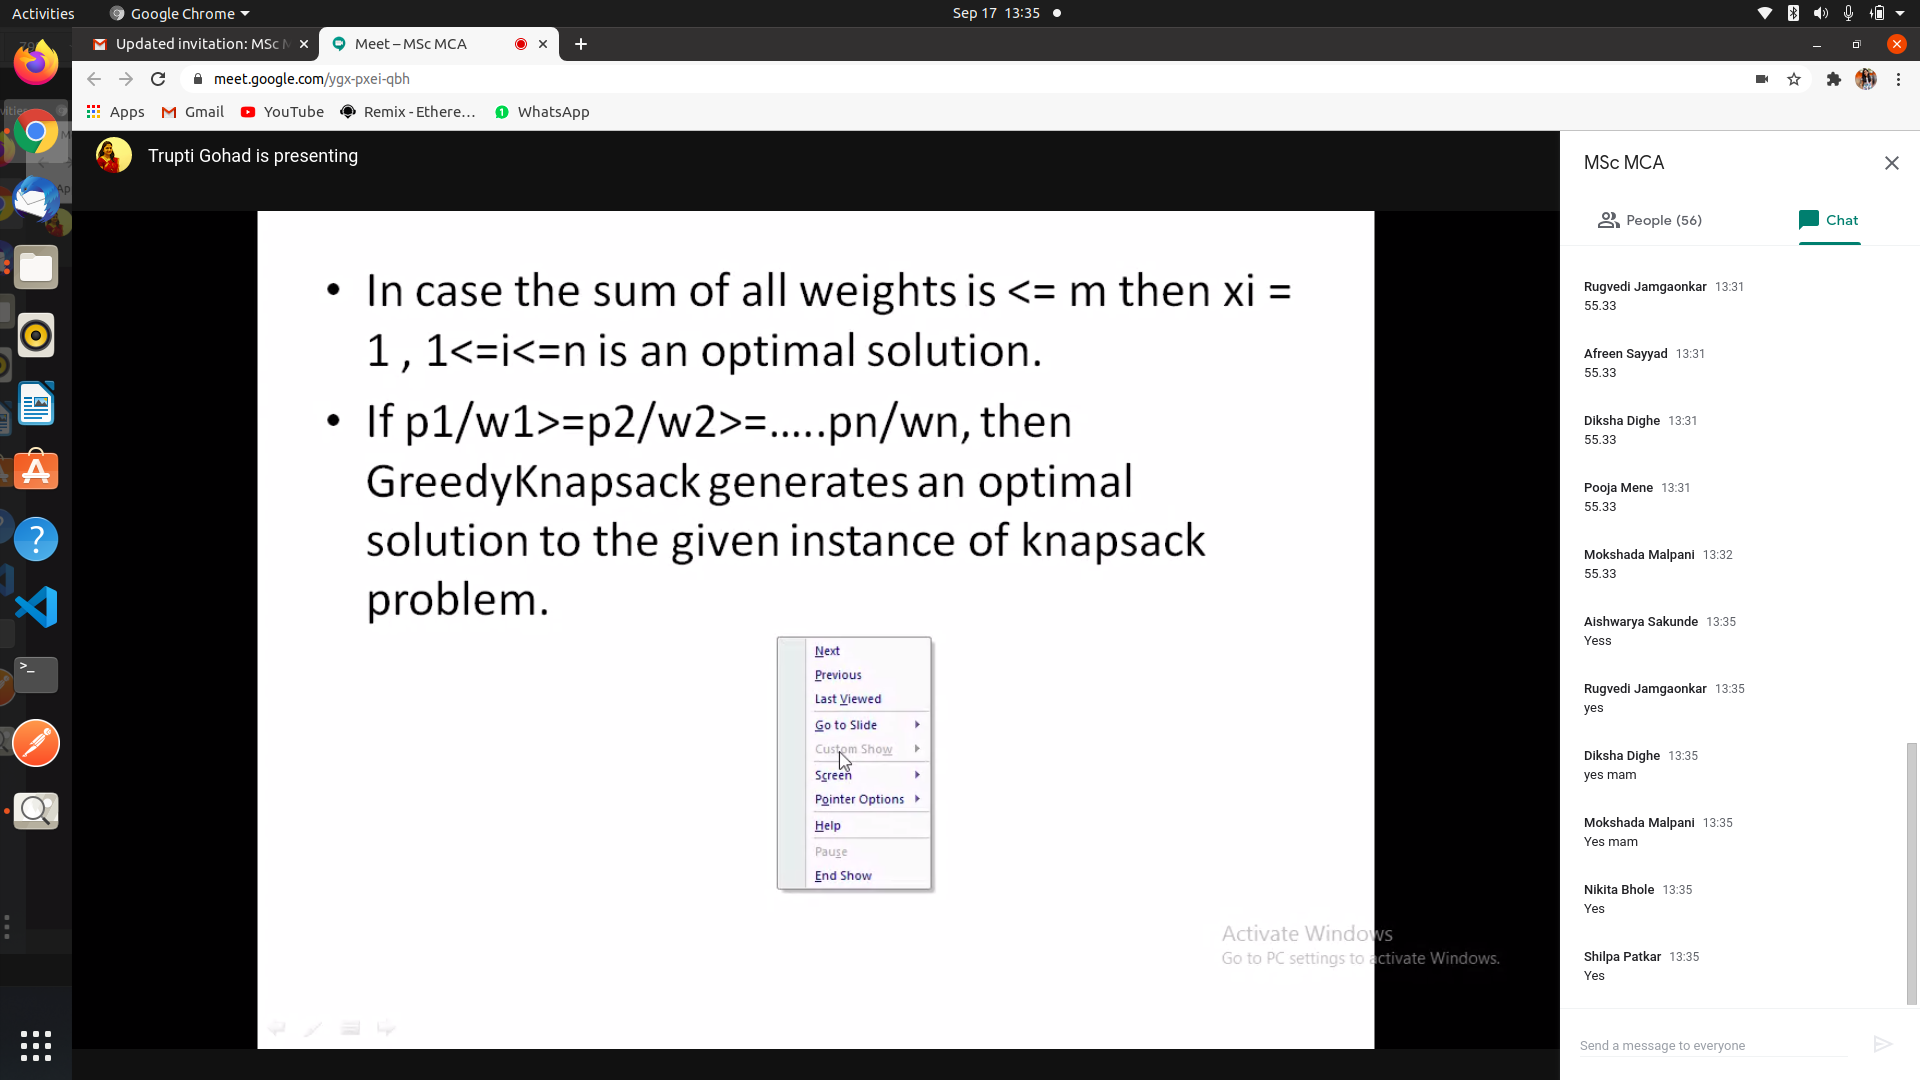 Activities
Google Chrome
Sep 17 13:35
Updated invitation: MSc M
Meet – MSc MCA
meet.google.com/ygx-pxei-qbh
Apps
Gmail
YouTube
Remix - Ethere…
WhatsApp
Trupti Gohad is presenting
• In case the sum of all weights is <= m then xi =
1 , 1<=i<=n is an optimal solution.
• If p1/w1>=p2/w2>=.....pn/wn, then
GreedyKnapsack generates an optimal
solution to the given instance of knapsack
problem.
Next
Previous
Last Viewed
Go to Slide
Custom Show
Screen
Pointer Options
Help
Pause
End Show
Activate Windows
Go to PC settings to activate Windows.
MSc MCA
People (56)
Chat
Rugvedi Jamgaonkar 13:31
55.33
Afreen Sayyad 13:31
55.33
Diksha Dighe 13:31
55.33
Pooja Mene 13:31
55.33
Mokshada Malpani 13:32
55.33
Aishwarya Sakunde 13:35
Yess
Rugvedi Jamgaonkar 13:35
yes
Diksha Dighe 13:35
yes mam
Mokshada Malpani 13:35
Yes mam
Nikita Bhole 13:35
Yes
Shilpa Patkar 13:35
Yes
Send a message to everyone